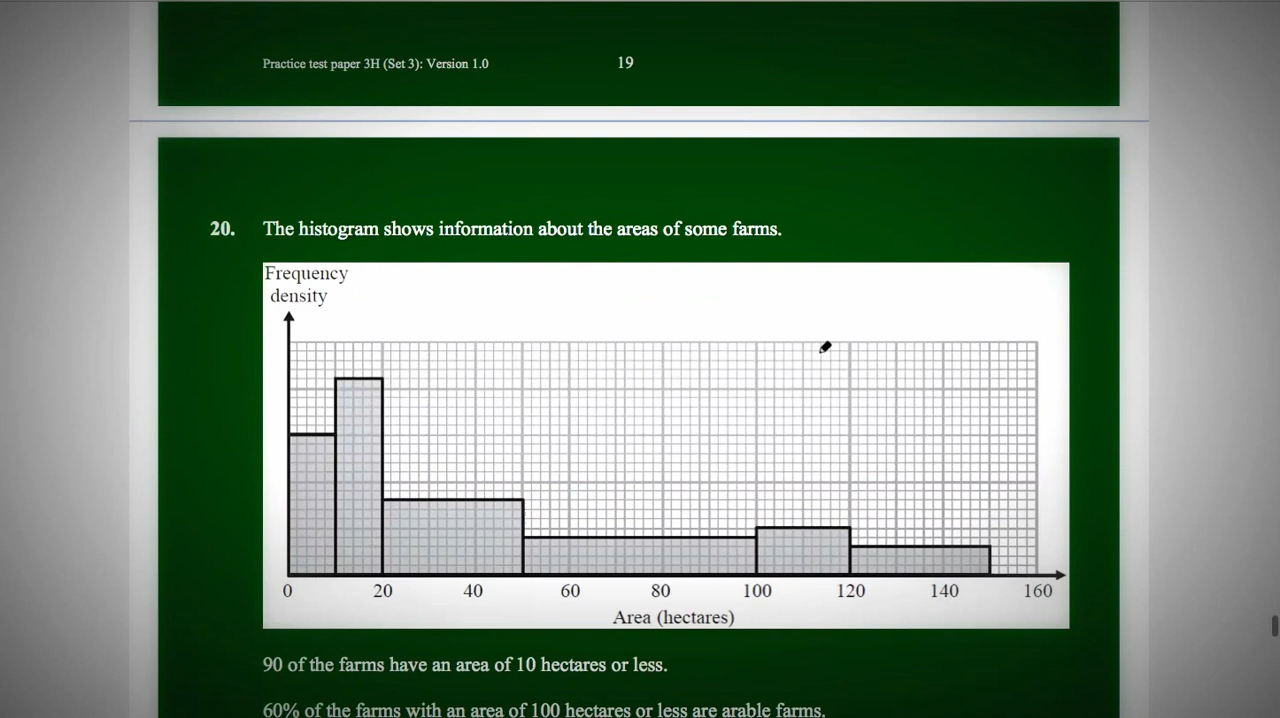 Practice test paper 3H (Set 3): Version 1.0 19
20. The histogram shows information about the areas of some farms.
Frequency
density
0 20 40 60 80 100 120 140 160
Area (hectares)
90 of the farms have an area of 10 hectares or less.
60% of the farms with an area of 100 hectares or less are arable farms.